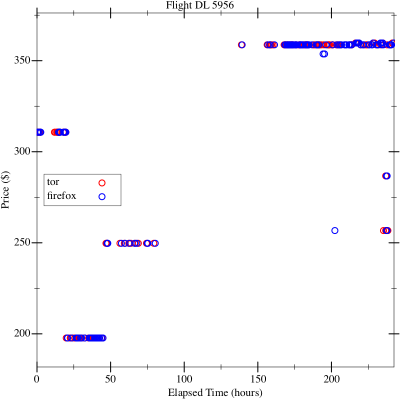 Flight DL 5956
350
300
250
200
Price ($)
tor
firefox
0 50 100 150 200
Elapsed Time (hours)